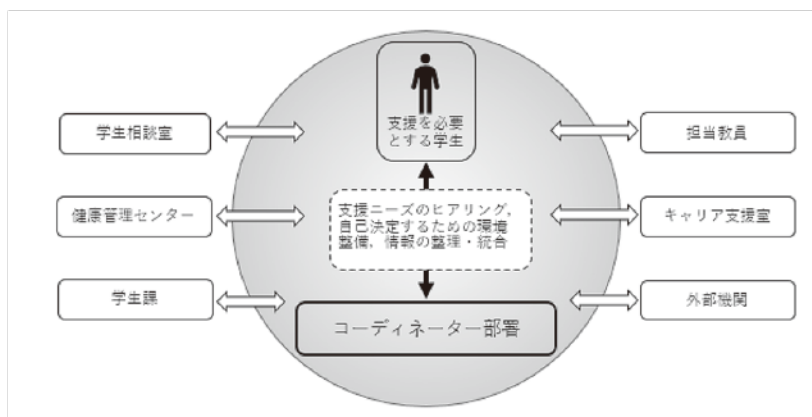 支援を必要
とする学生
学生相談室
担当教員
健康管理センター
支援ニーズのヒアリング,
自己決定するための環境
整備, 情報の整理・統合
キャリア支援室
学生課
外部機関
コーディネーター部署